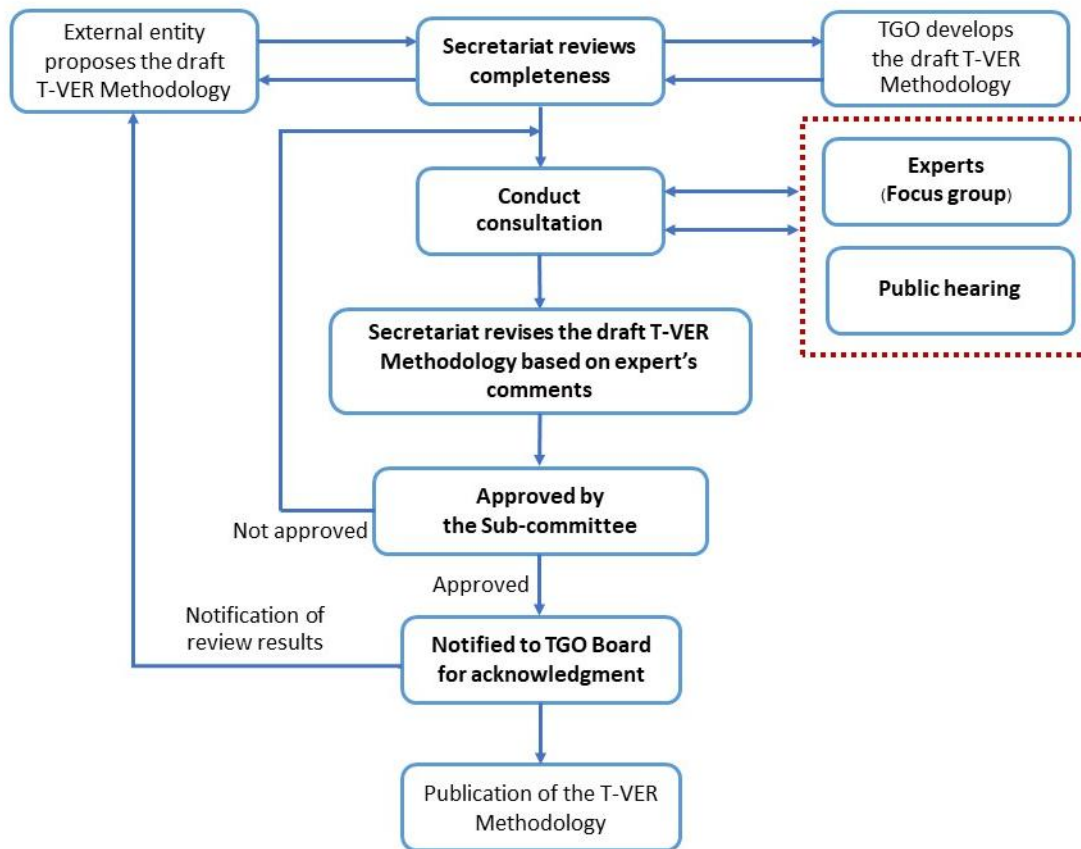 External entity
proposes the draft
T-VER Methodology
Secretariat reviews
completeness
TGO develops
the draft T-VER
Methodology
Experts
(Focus group)
Conduct
consultation
Public hearing
Secretariat revises the draft T-VER
Methodology based on expert's
comments
Approved by
the Sub-committee
Not approved
Approved
Notification of
review results
Notified to TGO Board
for acknowledgment
Publication of the T-VER
Methodology